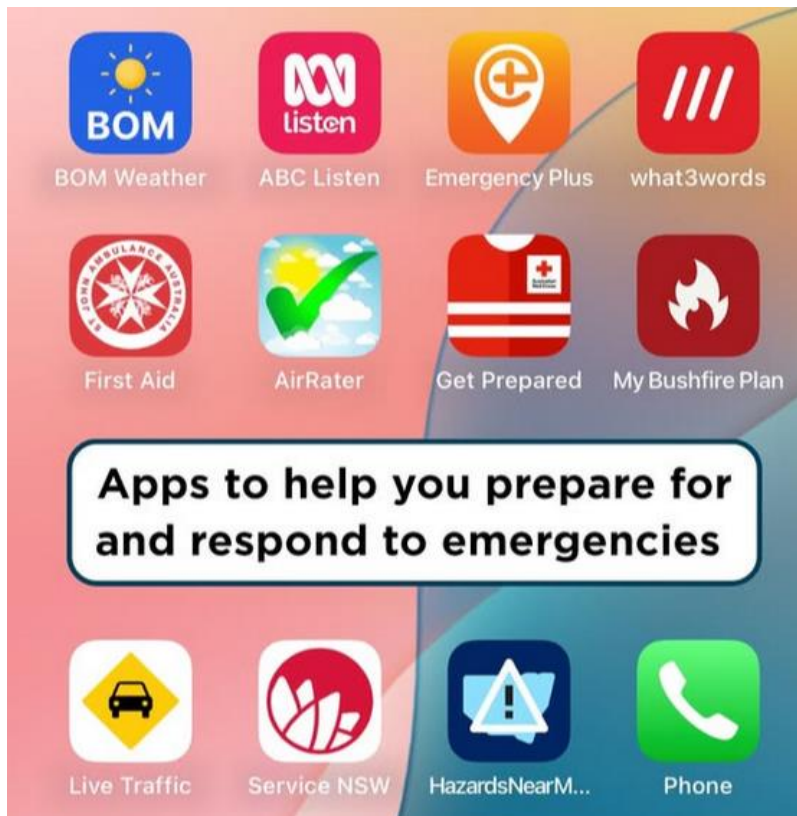 BOM
listen
BOM Weather
ABC Listen
Emergency Plus
what3words
ST JOHN AMBULANCE AUSTRALIA
First Aid
AirRater
Get Prepared
My Bushfire Plan
Apps to help you prepare for
and respond to emergencies
Live Traffic
Service NSW
HazardsNearM...
Phone